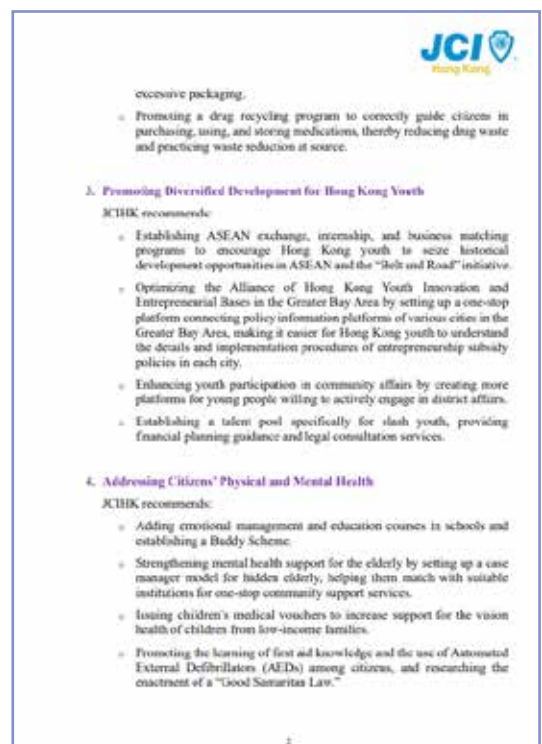 JCI
Hong Kong
excessive packaging.
o Promoting a drug recycling program to correctly guide citizens in
purchasing, using, and storing medications, thereby reducing drug waste
and practicing waste reduction at source.
3. Promoting Diversified Development for Hong Kong Youth
JCIHK recommends:
o Establishing ASEAN exchange, internship, and business matching
programs to encourage Hong Kong youth to seize historical
development opportunities in ASEAN and the "Belt and Road" initiative.
o Optimizing the Alliance of Hong Kong Youth Innovation and
Entrepreneurial Bases in the Greater Bay Area by setting up a one-stop
platform connecting policy information platforms of various cities in the
Greater Bay Area, making it easier for Hong Kong youth to understand
the details and implementation procedures of entrepreneurship subsidy
policies in each city.
o Enhancing youth participation in community affairs by creating more
platforms for young people willing to actively engage in district affairs.
o Establishing a talent pool specifically for slash youth, providing
financial planning guidance and legal consultation services.
4. Addressing Citizens' Physical and Mental Health
JCIHK recommends:
o Adding emotional management and education courses in schools and
establishing a Buddy Scheme.
o Strengthening mental health support for the elderly by setting up a case
manager model for hidden elderly, helping them match with suitable
institutions for one-stop community support services.
o Issuing children's medical vouchers to increase support for the vision
health of children from low-income families.
o Promoting the learning of first aid knowledge and the use of Automated
External Defibrillators (AEDs) among citizens, and researching the
enactment of a "Good Samaritan Law."
2